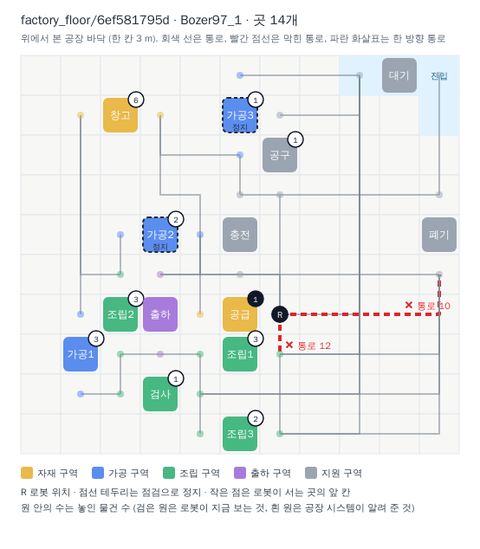 factory_floor/6ef581795d · Bozer97_1 · 곳 14개
위에서 본 공장 바닥 (한 칸 3 m). 회색 선은 통로, 빨간 점선은 막힌 통로, 파란 화살표는 한 방향 통로
대기
진입
창고 6
가공3 1
정지
공구 1
가공2 2
정지
충전
폐기
조립2 3
출하
공급 1
R
통로 10
통로 12
가공1 3
조립1 3
검사 1
조립3 2
자재 구역 가공 구역 조립 구역 출하 구역 지원 구역
R 로봇 위치 · 점선 테두리는 점검으로 정지 · 작은 점은 로봇이 서는 곳의 앞 칸
원 안의 수는 놓인 물건 수 (검은 원은 로봇이 지금 보는 것, 흰 원은 공장 시스템이 알려 준 것)